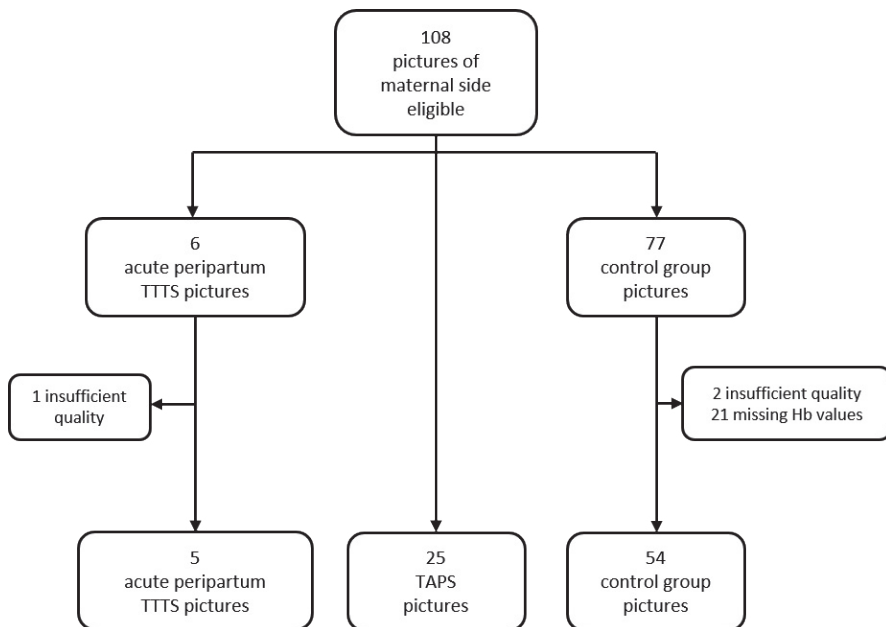 108
pictures of
maternal side
eligible
6
acute peripartum
TTTS pictures
77
control group
pictures
1 insufficient
quality
2 insufficient quality
21 missing Hb values
5
acute peripartum
TTTS pictures
25
TAPS
pictures
54
control group
pictures